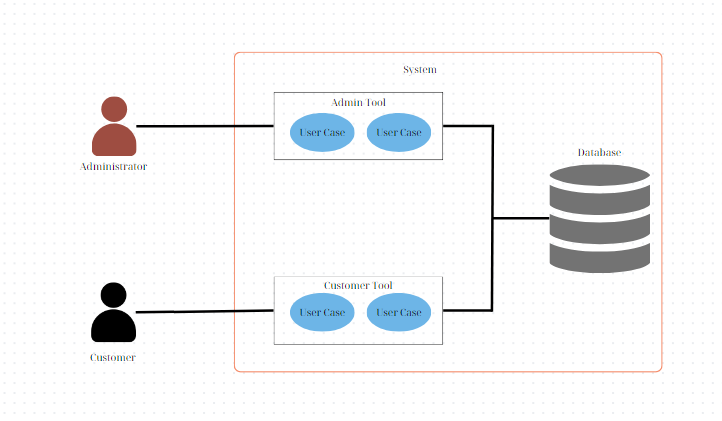 System
Admin Tool
User Case User Case
Administrator
Database
Customer Tool
User Case User Case
Customer